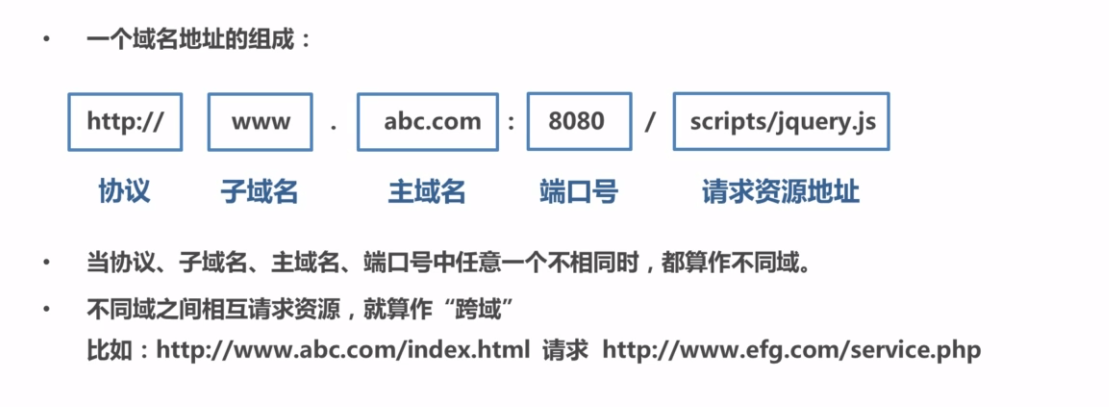 • 一个域名地址的组成：
http:// www . abc.com : 8080 / scripts/jquery.js
协议 子域名 主域名 端口号 请求资源地址
• 当协议、子域名、主域名、端口号中任意一个不相同时，都算作不同域。
• 不同域之间相互请求资源，就算作“跨域”
比如：http://www.abc.com/index.html 请求 http://www.efg.com/service.php